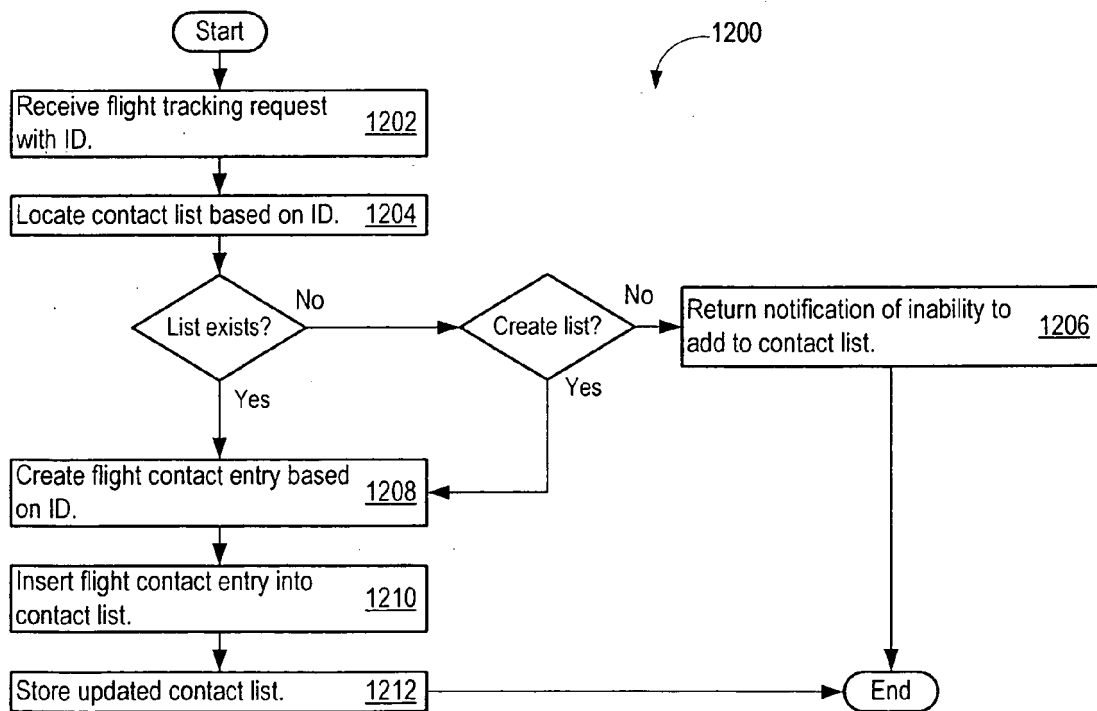 Start
1200
Receive flight tracking request
with ID.
1202
Locate contact list based on ID.
1204
List exists?
No
Create list?
No
Return notification of inability to
add to contact list.
1206
Yes
Yes
Create flight contact entry based
on ID.
1208
Insert flight contact entry into
contact list.
1210
Store updated contact list.
1212
End